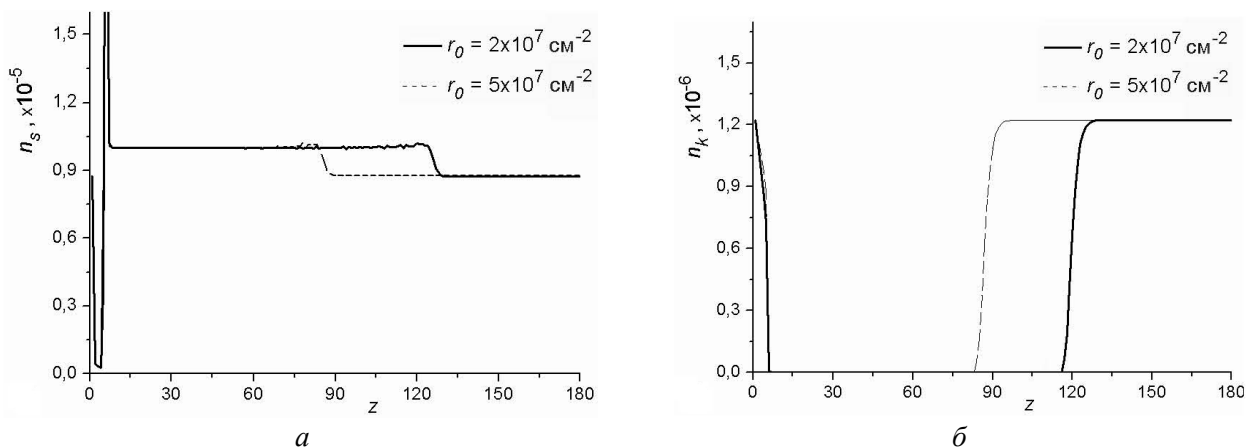 1,5
1,2
0,9
0,6
0,3
0,0
n_s , x10^-5
r_0 = 2x10^7 см^-2
r_0 = 5x10^7 см^-2
0 30 60 90 120 150 180
z
а
1,5
1,2
0,9
0,6
0,3
0,0
n_k , x10^-6
r_0 = 2x10^7 см^-2
r_0 = 5x10^7 см^-2
0 30 60 90 120 150 180
z
б